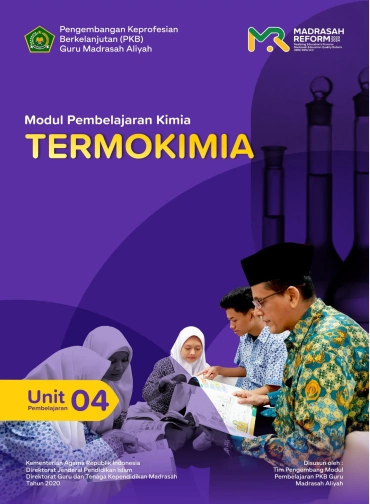 Pengembangan Keprofesian
Berkelanjutan (PKB)
Guru Madrasah Aliyah
MADRASAH
REFORM
Modul Pembelajaran Kimia
TERMOKIMIA
Unit
Pembelajaran
04
Kementerian Agama Republik Indonesia
Direktorat Jenderal Pendidikan Islam
Direktorat Guru dan Tenaga Kependidikan Madrasah
Tahun 2020
Disusun oleh :
Tim Pengembang Modul
Pembelajaran PKB Guru
Madrasah Aliyah